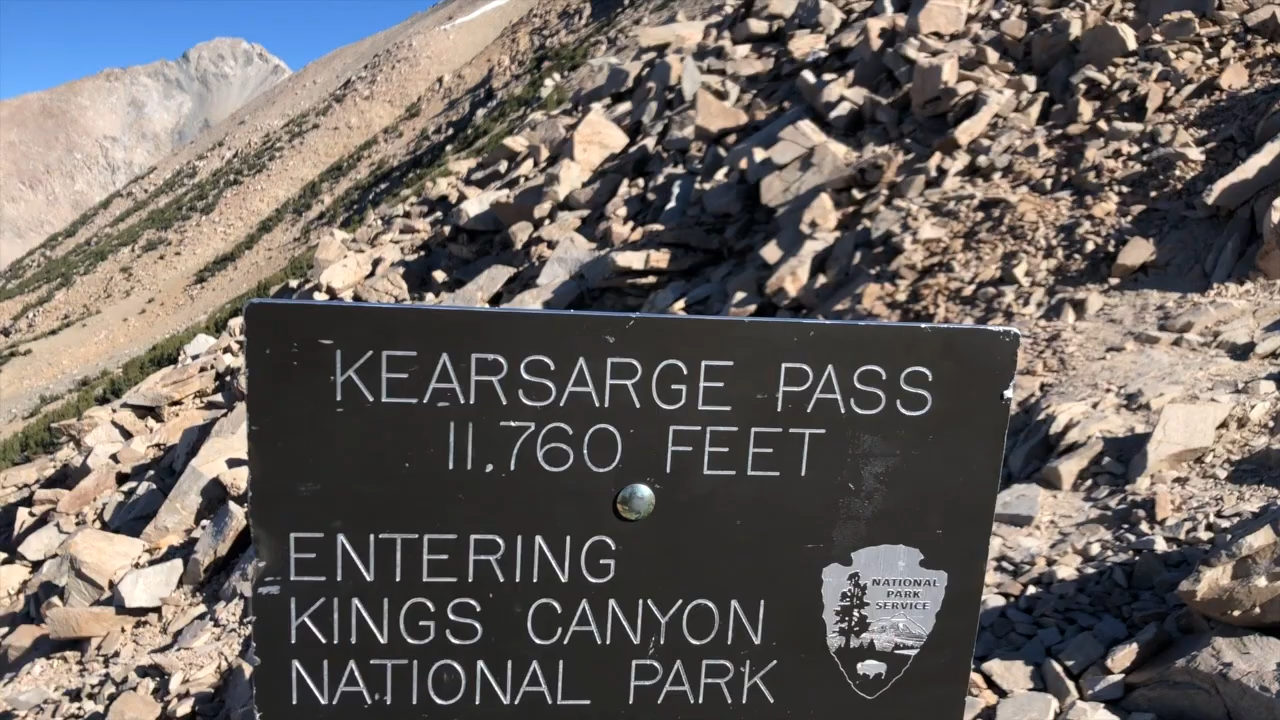 KEARSARGE PASS
11,760 FEET
ENTERING
KINGS CANYON
NATIONAL PARK
NATIONAL
PARK
SERVICE